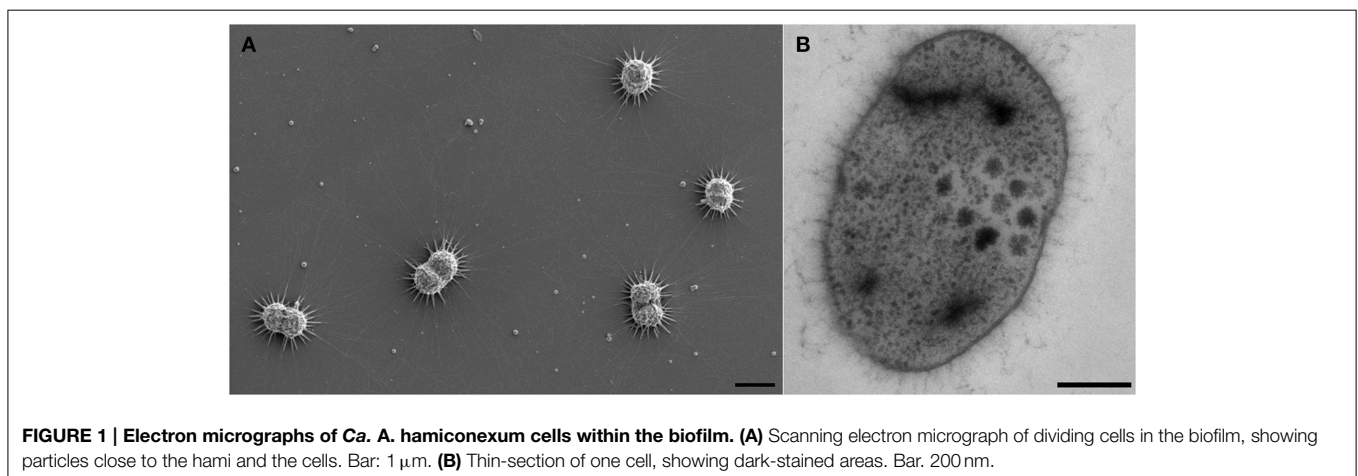 A
B
FIGURE 1 | Electron micrographs of Ca. A. hamiconexum cells within the biofilm. (A) Scanning electron micrograph of dividing cells in the biofilm, showing
particles close to the hami and the cells. Bar: 1 μm. (B) Thin-section of one cell, showing dark-stained areas. Bar. 200 nm.